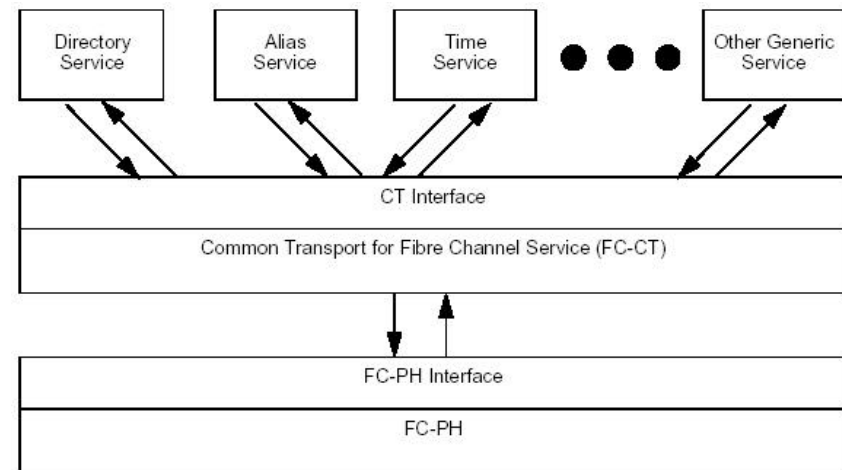 Directory
Service
Alias
Service
Time
Service
Other Generic
Service
CT Interface
Common Transport for Fibre Channel Service (FC-CT)
FC-PH Interface
FC-PH